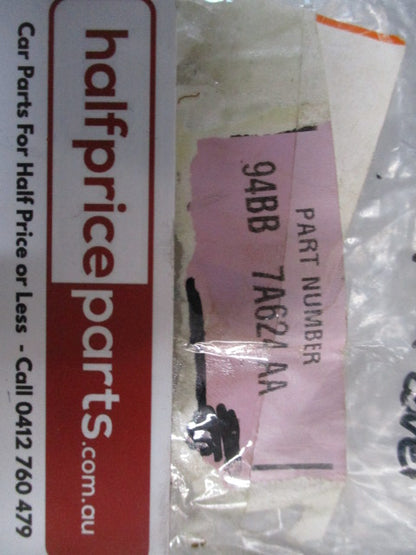 halfpriceparts.com.au
Car Parts For Half Price or Less - Call 0412 760 479
PART NUMBER
94BB 7A624 AA